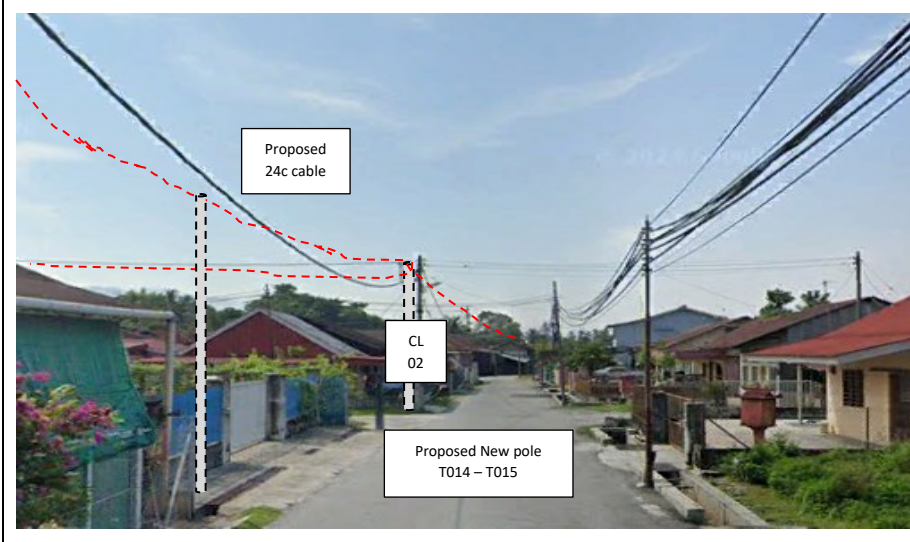 Proposed
24c cable
CL
02
Proposed New pole
T014 – T015